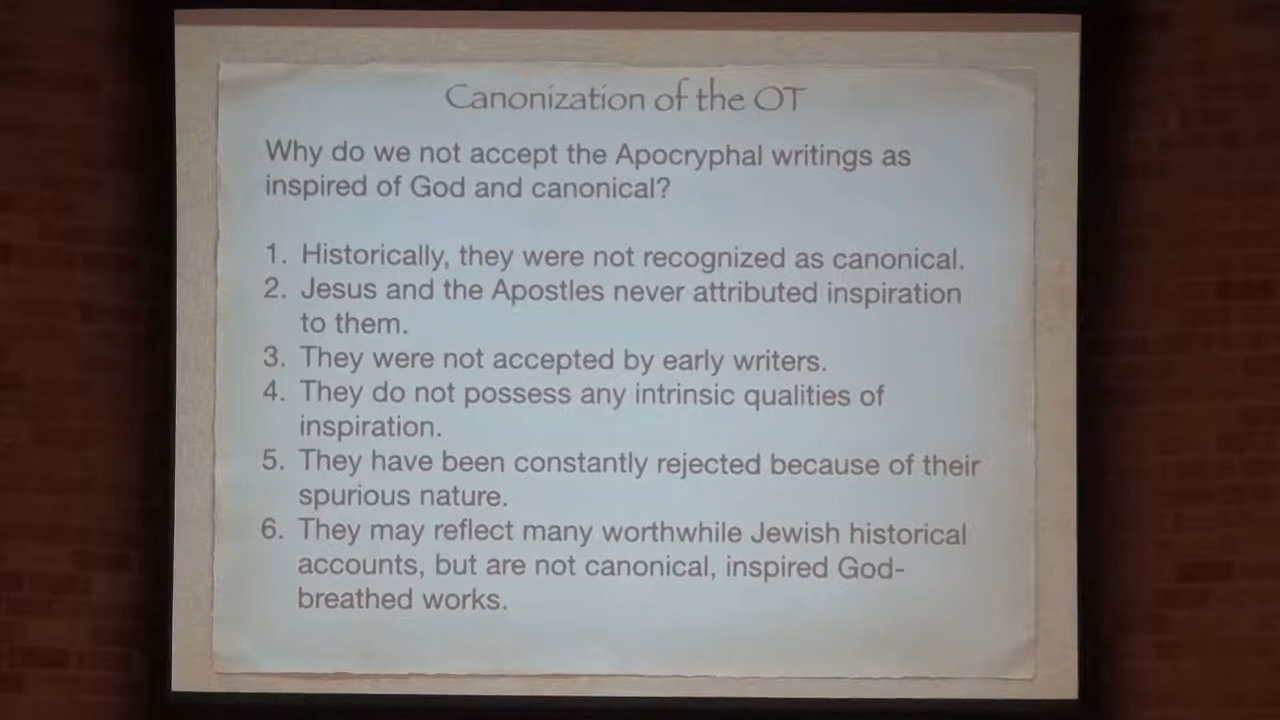 Canonization of the OT
Why do we not accept the Apocryphal writings as
inspired of God and canonical?
1. Historically, they were not recognized as canonical.
2. Jesus and the Apostles never attributed inspiration
to them.
3. They were not accepted by early writers.
4. They do not possess any intrinsic qualities of
inspiration.
5. They have been constantly rejected because of their
spurious nature.
6. They may reflect many worthwhile Jewish historical
accounts, but are not canonical, inspired God-
breathed works.